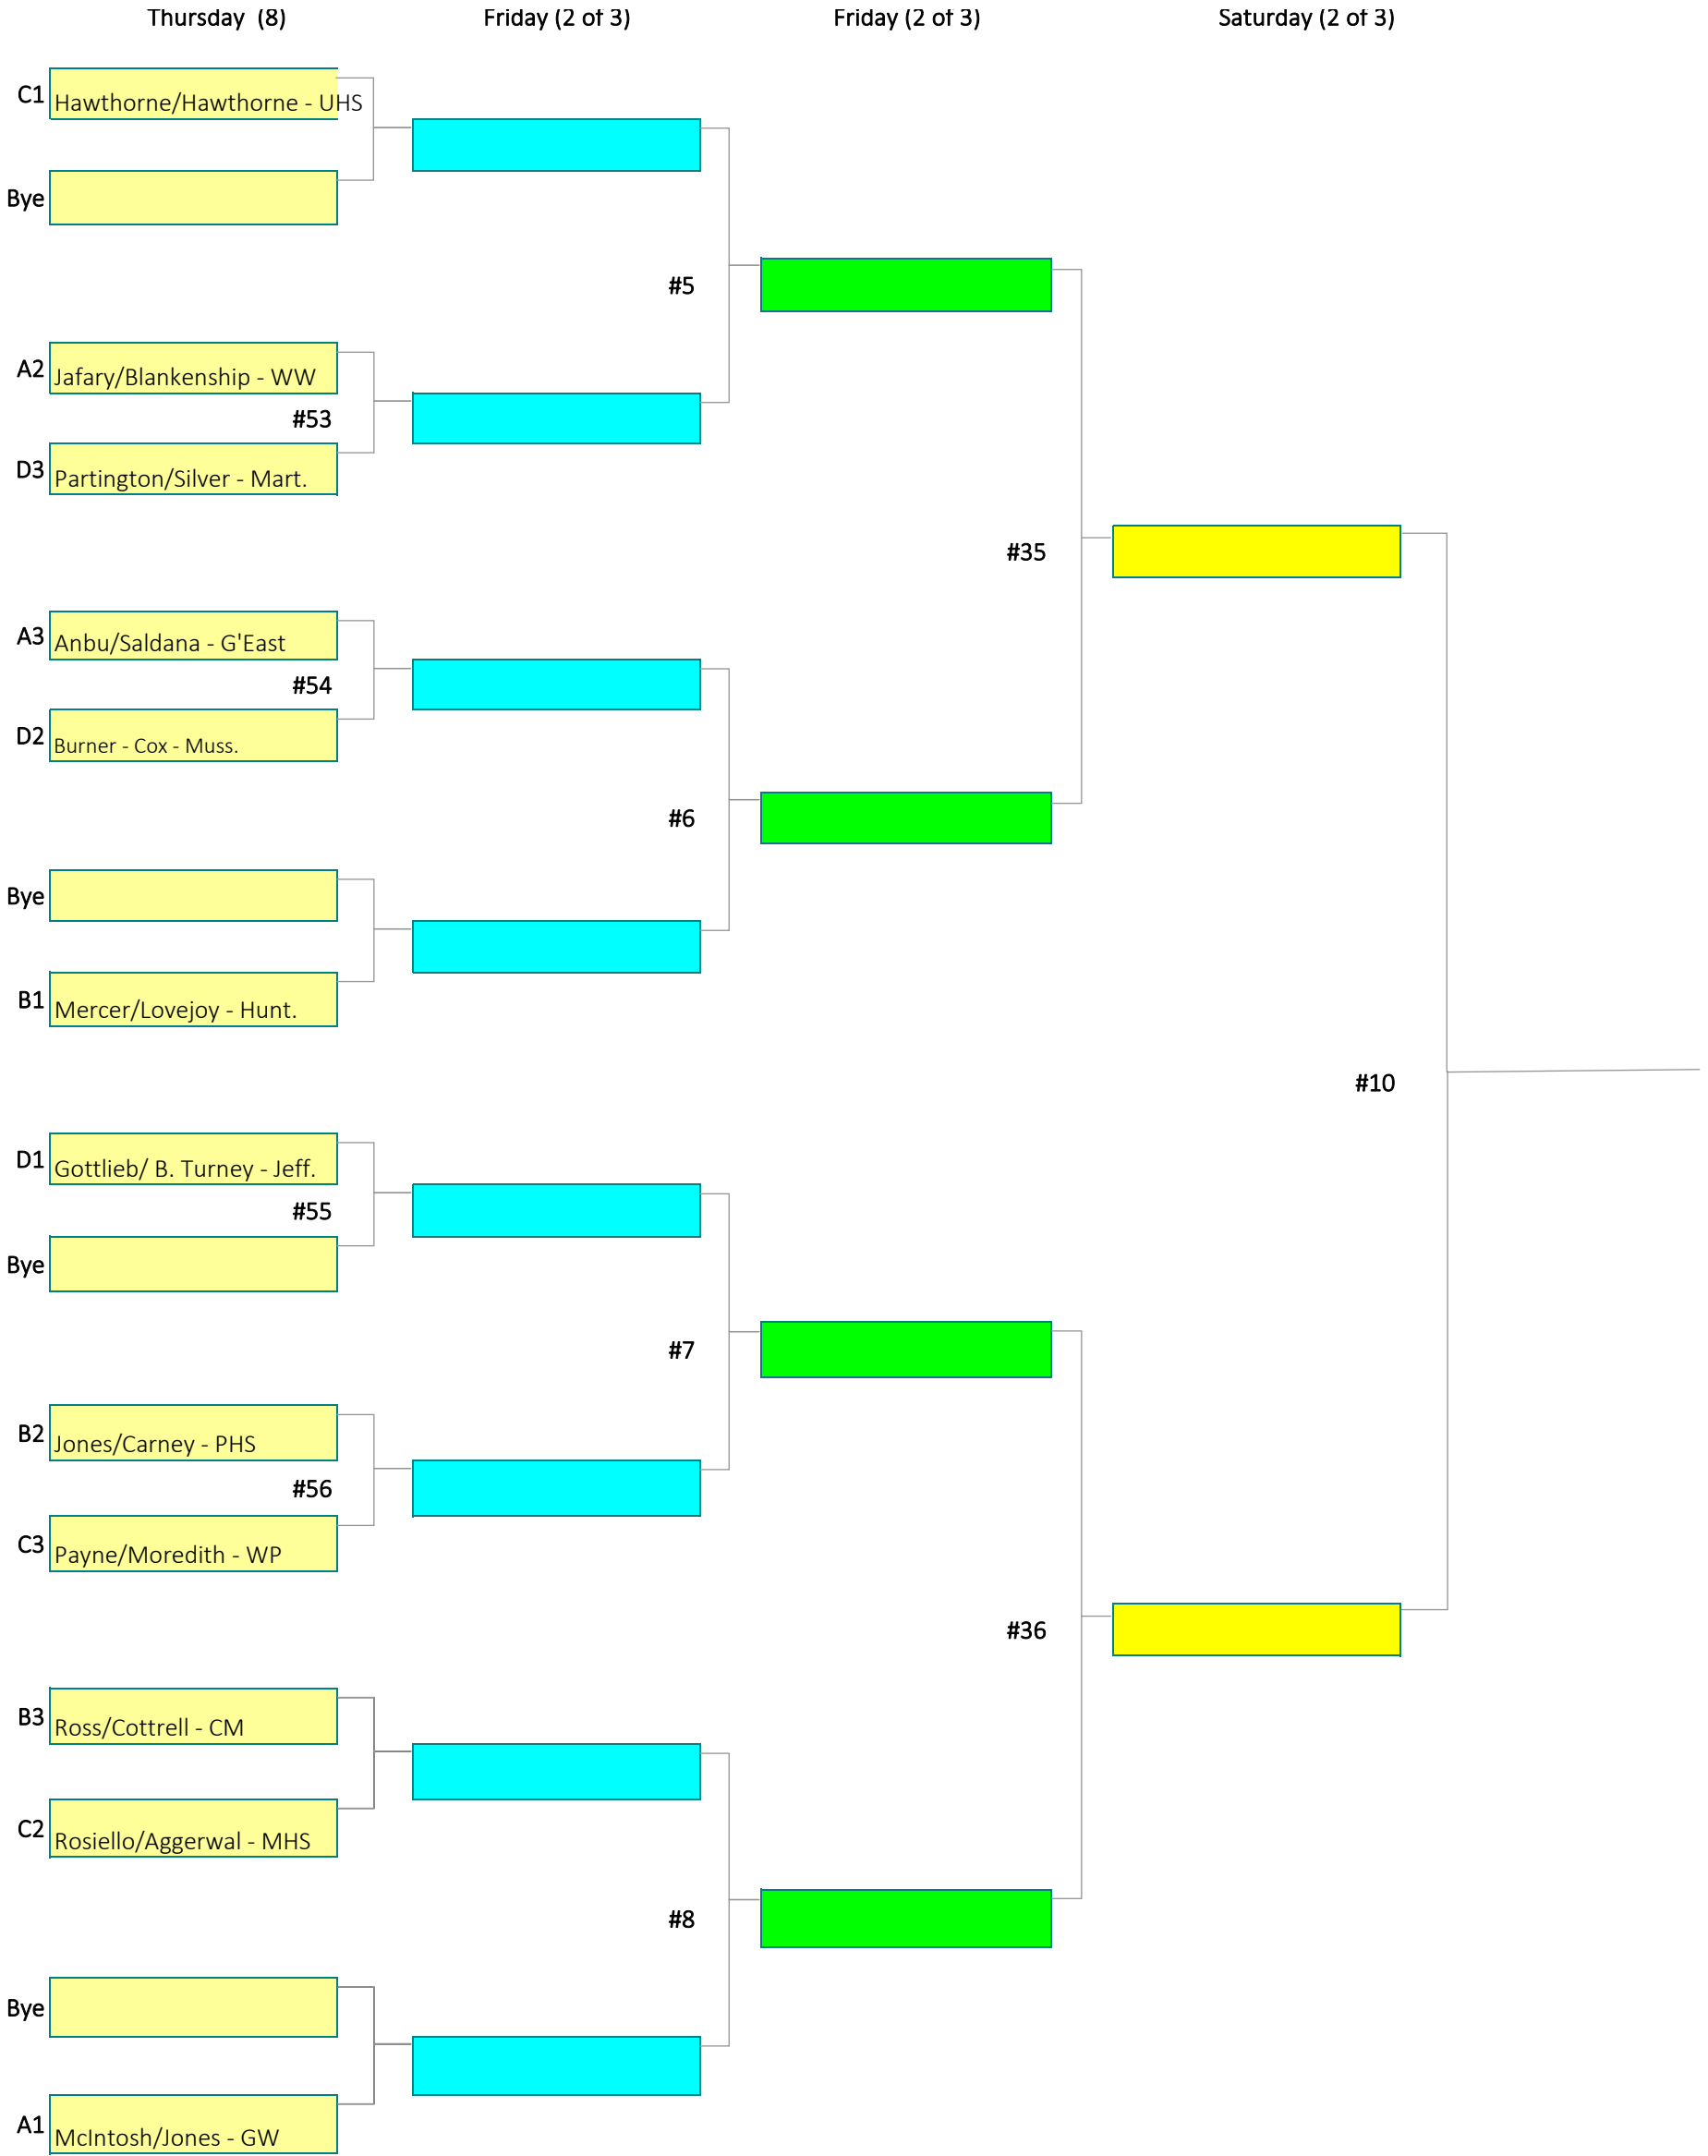 Thursday  (8)
Friday (2 of 3)
Friday (2 of 3)
Saturday (2 of 3)
C1
Hawthorne/Hawthorne - UHS
Bye
#5
A2
Jafary/Blankenship - WW
#53
D3
Partington/Silver - Mart.
#35
A3
Anbu/Saldana - G'East
#54
D2
Burner - Cox - Muss.
#6
Bye
B1
Mercer/Lovejoy - Hunt.
#10
D1
Gottlieb/ B. Turney - Jeff.
#55
Bye
#7
B2
Jones/Carney - PHS
#56
C3
Payne/Moredith - WP
#36
B3
Ross/Cottrell - CM
C2
Rosiello/Aggerwal - MHS
#8
Bye
A1
McIntosh/Jones - GW